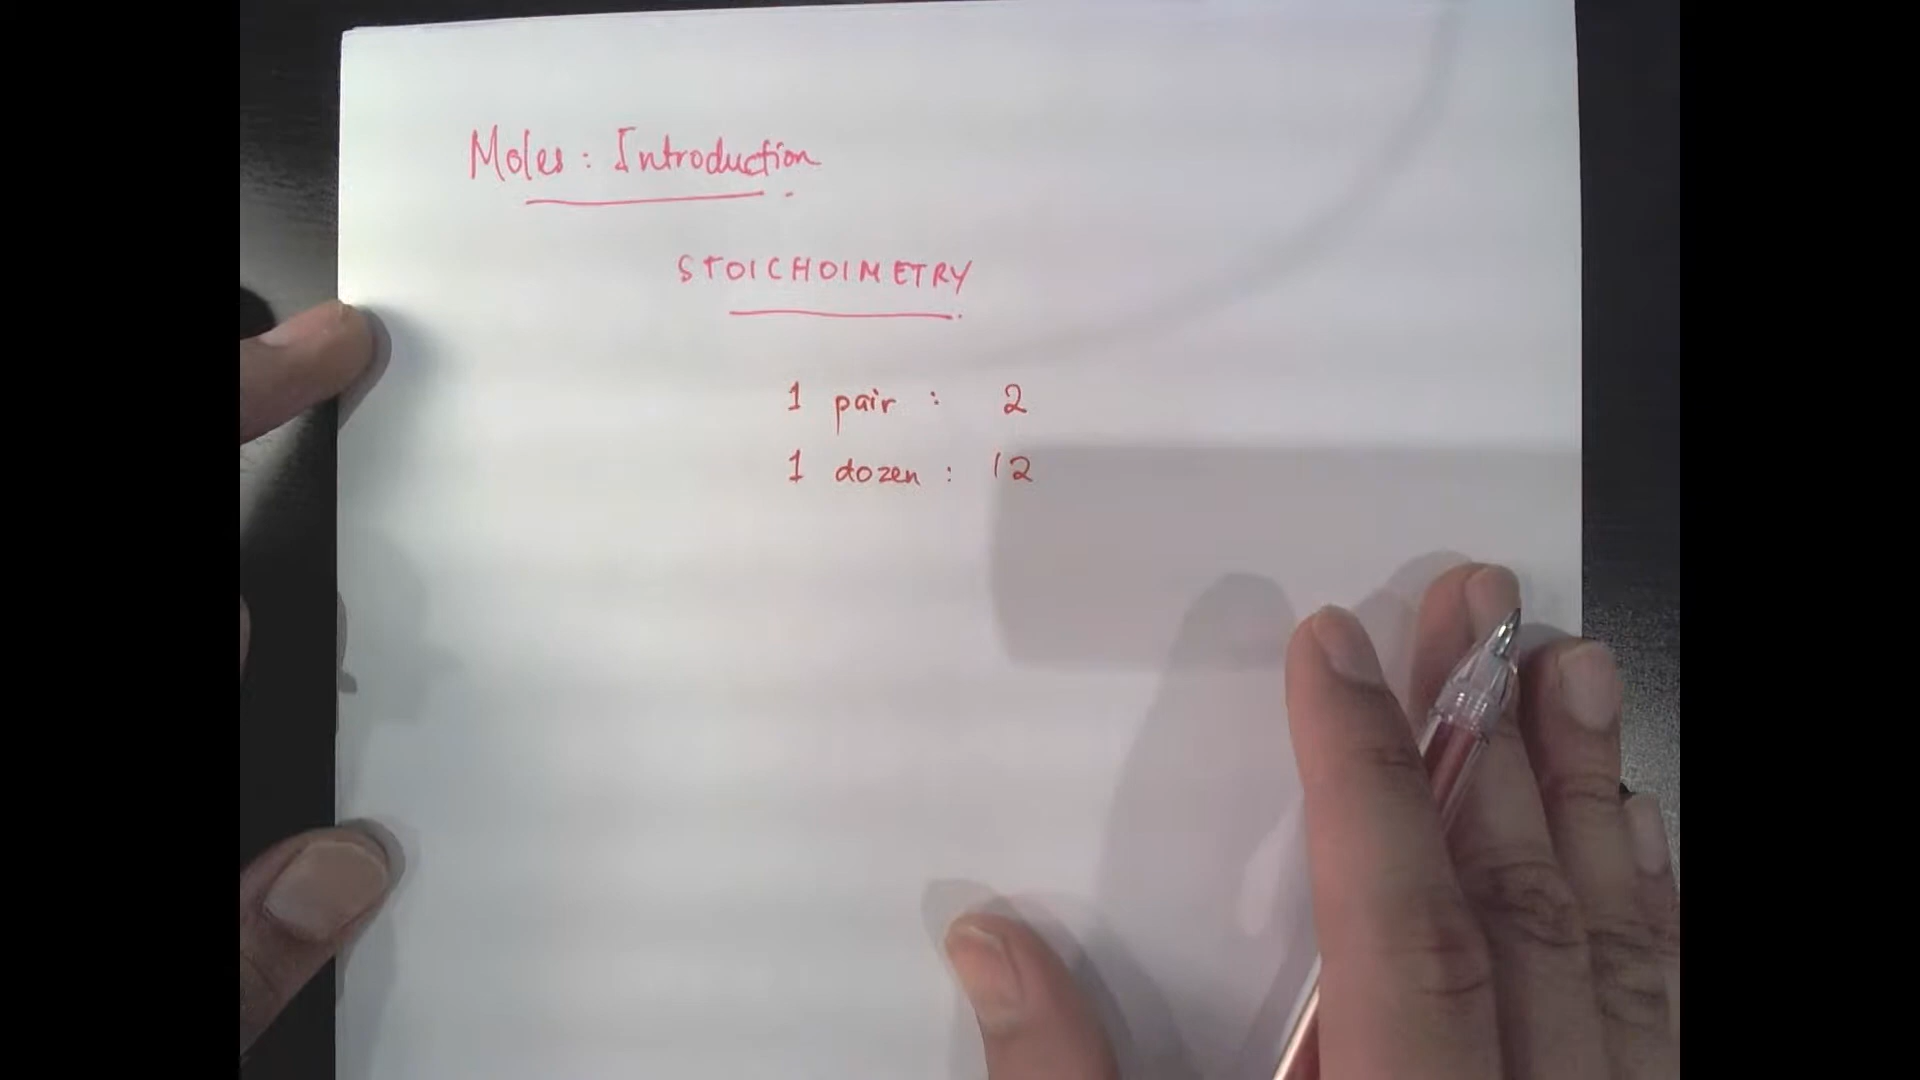 Moles : Introduction
STOICHOIMETRY
1 pair : 2
1 dozen : 12